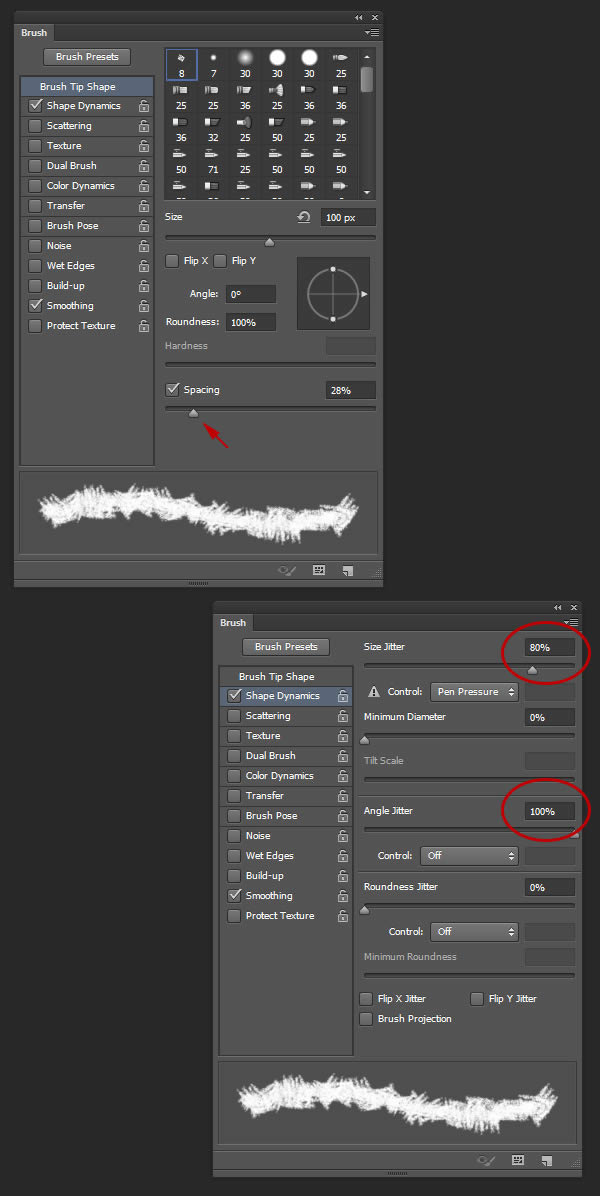 Brush
Brush Presets
Brush Tip Shape
Shape Dynamics
Scattering
Texture
Dual Brush
Color Dynamics
Transfer
Brush Pose
Noise
Wet Edges
Build-up
Smoothing
Protect Texture
8 7 30 30 30 25
25 25 36 25 36 36
36 32 25 50 25 25
50 71 25 50 50 50
Size 100 px
Flip X Flip Y
Angle: 0º
Roundness: 100%
Hardness
Spacing 28%
Brush
Brush Presets
Brush Tip Shape
Shape Dynamics
Scattering
Texture
Dual Brush
Color Dynamics
Transfer
Brush Pose
Noise
Wet Edges
Build-up
Smoothing
Protect Texture
Size Jitter 80%
Control: Pen Pressure
Minimum Diameter 0%
Tilt Scale
Angle Jitter 100%
Control: Off
Roundness Jitter 0%
Control: Off
Minimum Roundness
Flip X Jitter Flip Y Jitter
Brush Projection